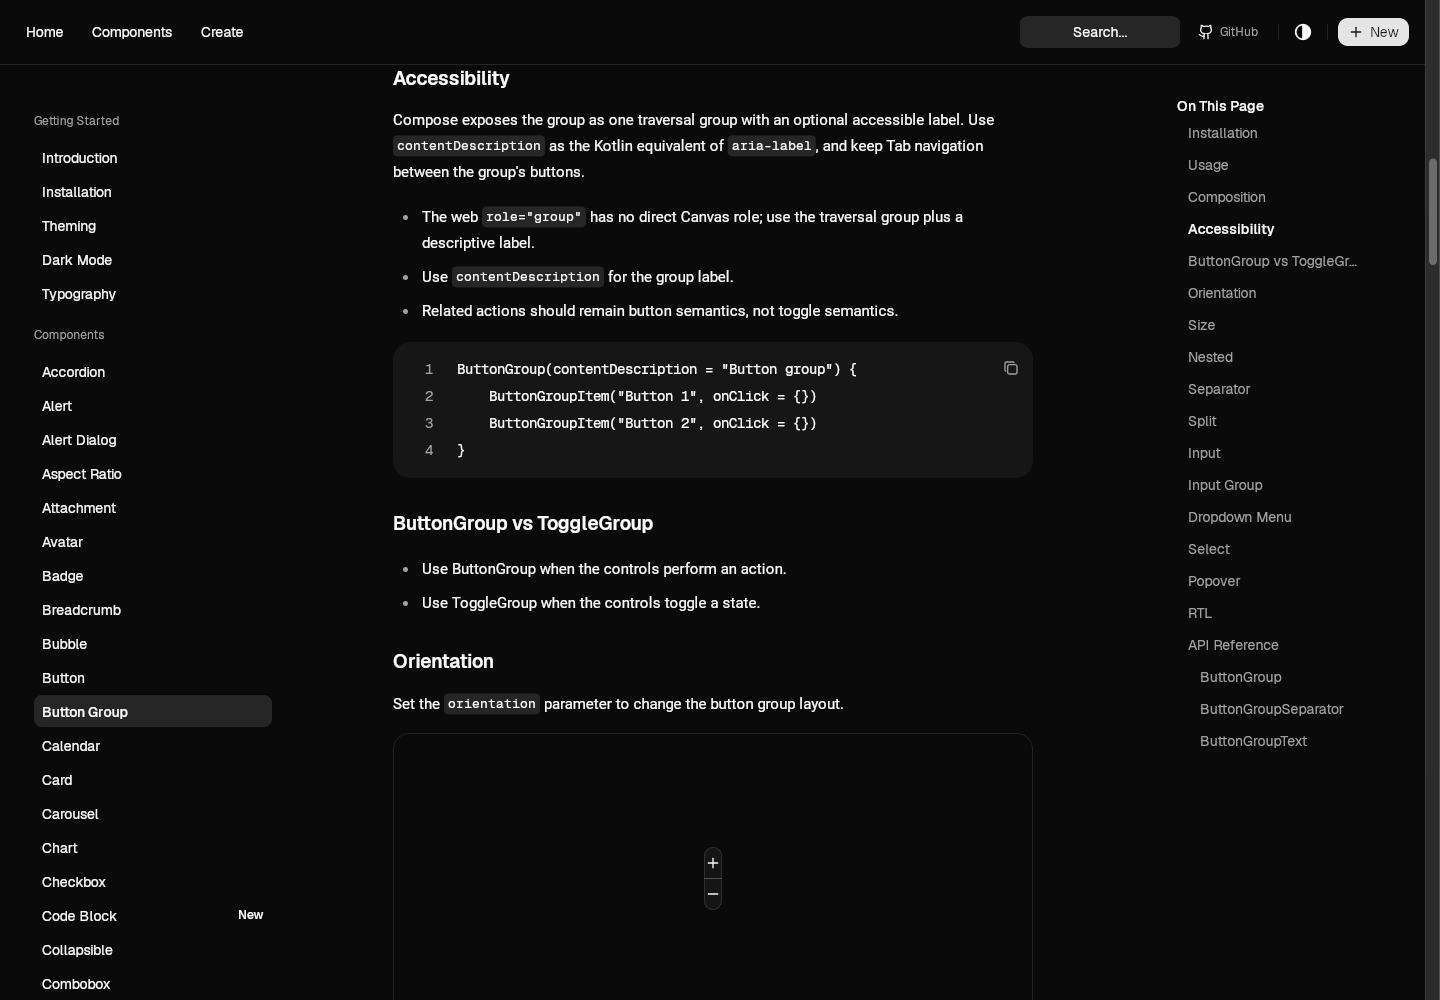 Home
Components
Create
Search...
GitHub
New
Getting Started
Introduction
Installation
Theming
Dark Mode
Typography
Components
Accordion
Alert
Alert Dialog
Aspect Ratio
Attachment
Avatar
Badge
Breadcrumb
Bubble
Button
Button Group
Calendar
Card
Carousel
Chart
Checkbox
Code Block New
Collapsible
Combobox
Accessibility
Compose exposes the group as one traversal group with an optional accessible label. Use
contentDescription as the Kotlin equivalent of aria-label, and keep Tab navigation
between the group's buttons.
The web role="group" has no direct Canvas role; use the traversal group plus a
descriptive label.
Use contentDescription for the group label.
Related actions should remain button semantics, not toggle semantics.
1 ButtonGroup(contentDescription = "Button group") {
2     ButtonGroupItem("Button 1", onClick = {})
3     ButtonGroupItem("Button 2", onClick = {})
4 }
ButtonGroup vs ToggleGroup
Use ButtonGroup when the controls perform an action.
Use ToggleGroup when the controls toggle a state.
Orientation
Set the orientation parameter to change the button group layout.
On This Page
Installation
Usage
Composition
Accessibility
ButtonGroup vs ToggleGr...
Orientation
Size
Nested
Separator
Split
Input
Input Group
Dropdown Menu
Select
Popover
RTL
API Reference
ButtonGroup
ButtonGroupSeparator
ButtonGroupText